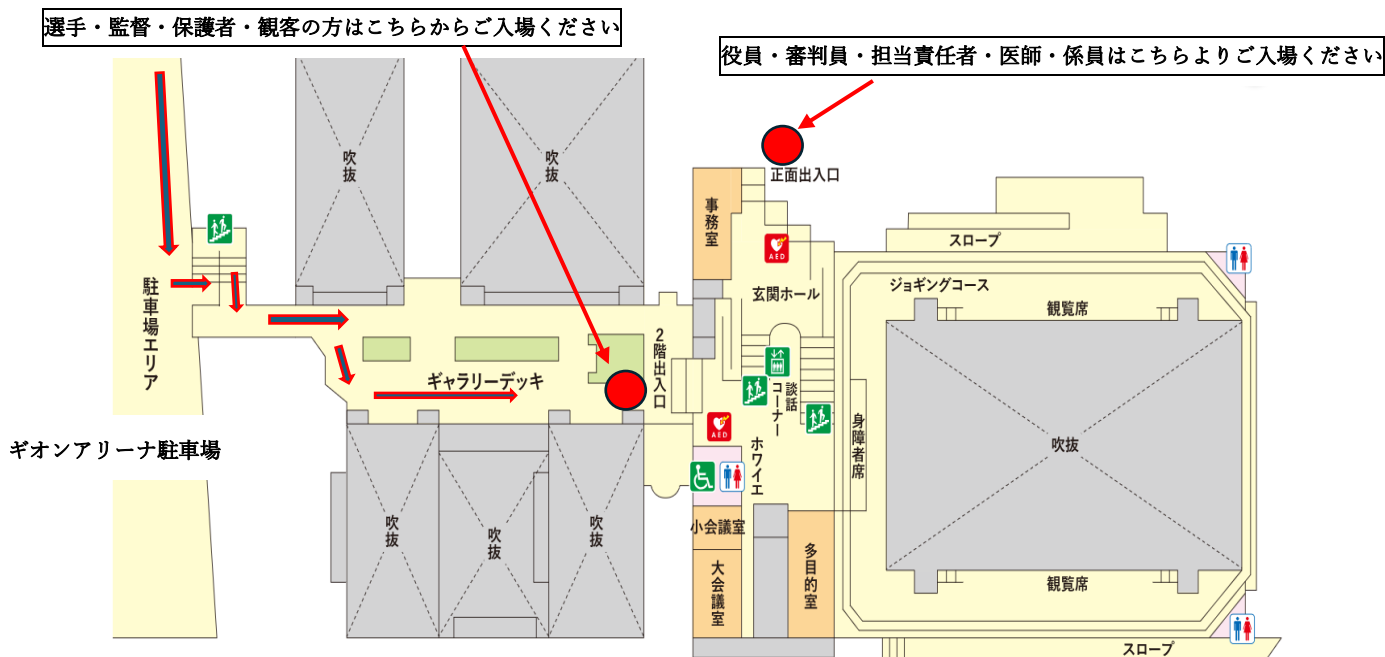 選手・監督・保護者・観客の方はこちらからご入場ください
役員・審判員・担当責任者・医師・係員はこちらよりご入場ください
吹抜
吹抜
正面出入口
事務室
AED
スロープ
玄関ホール
ジョギングコース
観覧席
駐車場エリア
2階出入口
ギャラリーデッキ
談話コーナー
AED
身障者席
ギオンアリーナ駐車場
ホワイエ
吹抜
吹抜
吹抜
吹抜
小会議室
大会議室
多目的室
観覧席
スロープ